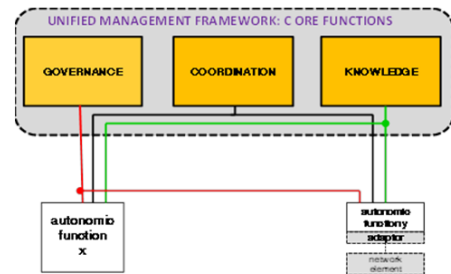 UNIFIED MANAGEMENT FRAMEWORK: C ORE FUNCTIONS
GOVERNANCE
COORDINATION
KNOWLEDGE
autonomic
function
x
autonomic
function y
adaptor
network
element